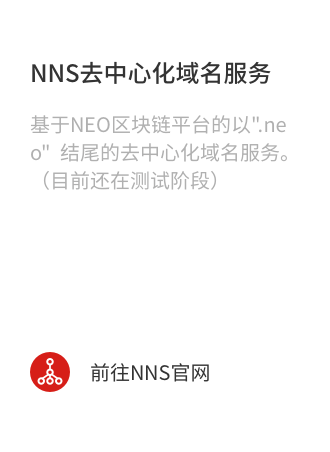 NNS去中心化域名服务
基于NEO区块链平台的以".ne
o" 结尾的去中心化域名服务。
（目前还在测试阶段）
前往NNS官网